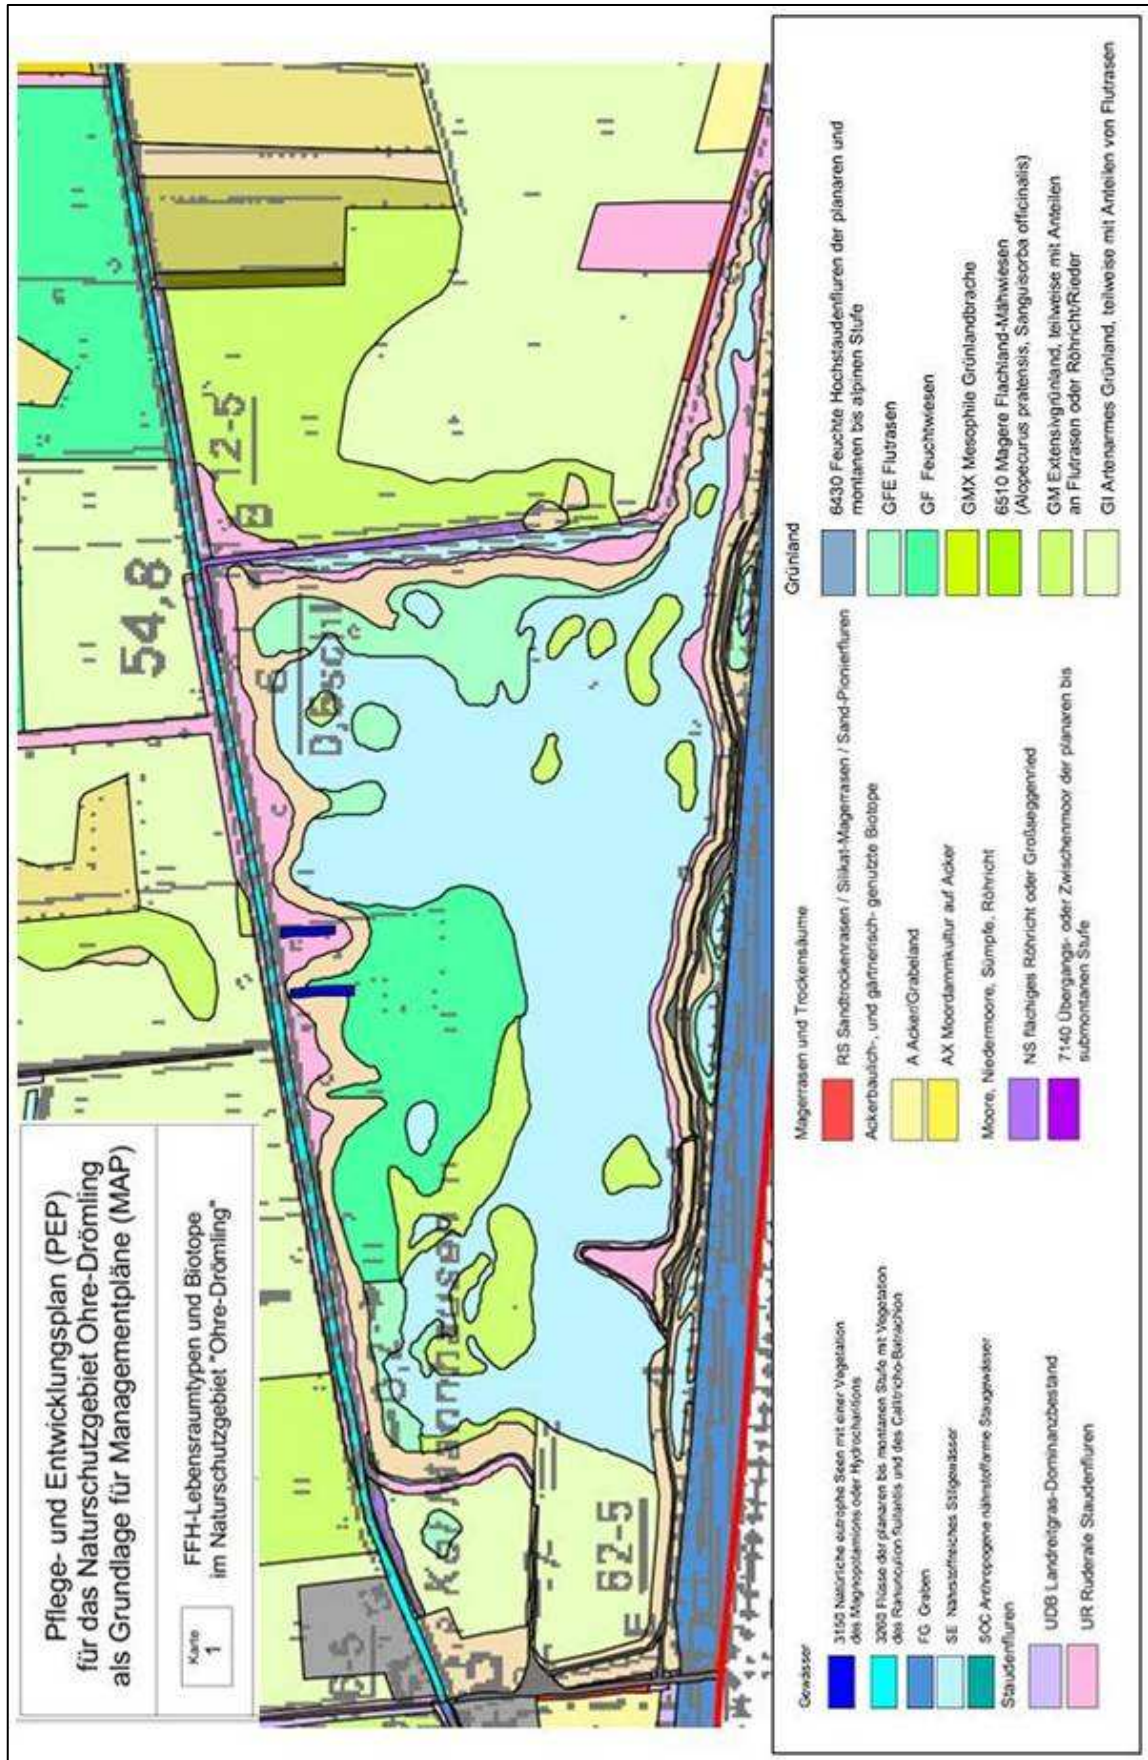 Pflege- und Entwicklungsplan (PEP)
für das Naturschutzgebiet Ohre-Drömling
als Grundlage für Managementpläne (MAP)
Karte
1
FFH-Lebensraumtypen und Biotope
im Naturschutzgebiet "Ohre-Drömling"
54,8
12-5
62-5
E
Gewässer
3150 Natürliche eutrophe Seen mit einer Vegetation
des Magnopotamions oder Hydrocharitions
3260 Flüsse der planaren bis montanen Stufe mit Vegetation
des Ranunculion fluitantis und des Callitricho-Batrachion
FG Graben
SE Nährstoffreiches Stillgewässer
SOC Anthropogene nährstoffarme Staugewässer
Staudenfluren
UDB Landreitgras-Dominanzbestand
UR Ruderale Staudenfluren
Magerrasen und Trockensäume
RS Sandtrockenrasen / Silikat-Magerrasen / Sand-Pionierfluren
Ackerbaulich-, und gärtnerisch- genutzte Biotope
A Acker/Grabeland
AX Moordammkultur auf Acker
Moore, Niedermoore, Sümpfe, Röhricht
NS flächiges Röhricht oder Großseggenried
7140 Übergangs- oder Zwischenmoor der planaren bis
submontanen Stufe
Grünland
6430 Feuchte Hochstaudenfluren der planaren und
montanen bis alpinen Stufe
GFE Flutrasen
GF Feuchtwiesen
GMX Mesophile Grünlandbrache
6510 Magere Flachland-Mähwiesen
(Alopecurus pratensis, Sanguisorba officinalis)
GM Extensivgrünland, teilweise mit Anteilen
an Flutrasen oder Röhricht/Rieder
GI Artenarmes Grünland, teilweise mit Anteilen von Flutrasen